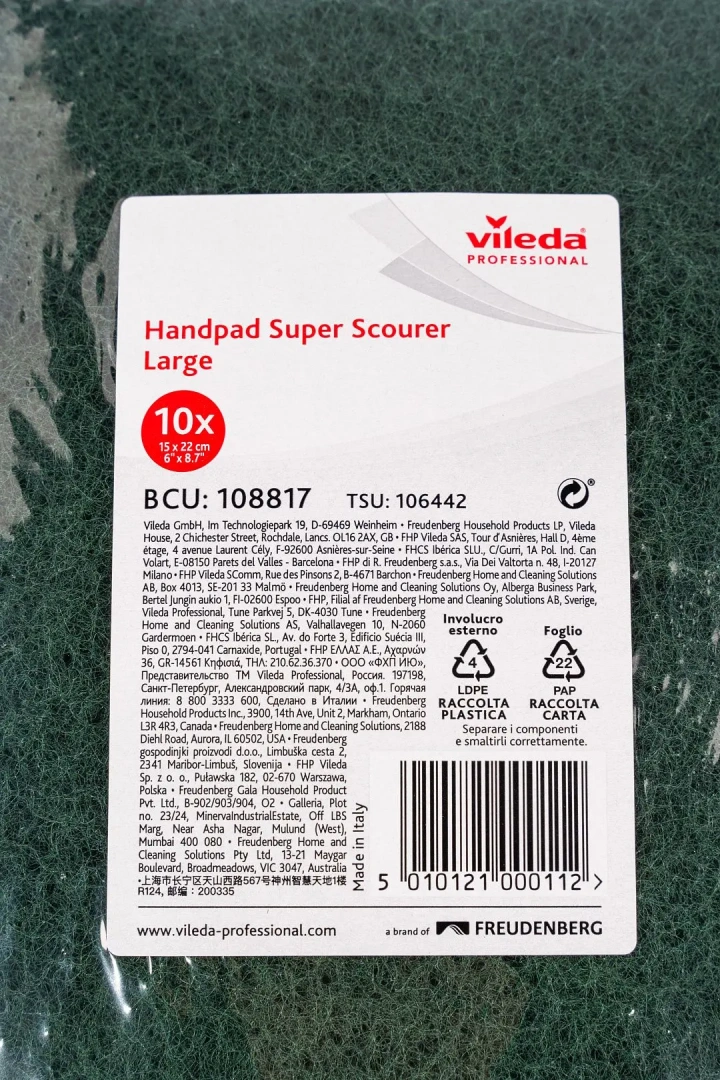 vileda®
PROFESSIONAL
Handpad Super Scourer
Large
10x
15 x 22 cm
6" x 8.7"
BCU: 108817 TSU: 106442
®
Vileda GmbH, Im Technologiepark 19, D-69469 Weinheim • Freudenberg Household Products LP, Vileda
House, 2 Chichester Street, Rochdale, Lancs. OL16 2AX, GB • FHP Vileda SAS, Tour d'Asnières, Hall D, 4ème
étage, 4 avenue Laurent Cély, F-92600 Asnières-sur-Seine • FHCS Ibérica SLU., C/Gurri, 1A Pol. Ind. Can
Volart, E-08150 Parets del Valles - Barcelona • FHP di R. Freudenberg s.a.s., Via Dei Valtorta n. 48, I-20127
Milano • FHP Vileda SComm, Rue des Pinsons 2, B-4671 Barchon • Freudenberg Home and Cleaning Solutions
AB, Box 4013, SE-201 33 Malmö • Freudenberg Home and Cleaning Solutions Oy, Alberga Business Park,
Bertel Jungin aukio 1, FI-02600 Espoo • FHP, Filial af Freudenberg Home and Cleaning Solutions AB, Sverige,
Vileda Professional, Tune Parkvej 5, DK-4030 Tune • Freudenberg
Home and Cleaning Solutions AS, Valhallavegen 10, N-2060
Gardermoen • FHCS Ibérica SL., Av. do Forte 3, Edificio Suécia III,
Piso 0, 2794-041 Carnaxide, Portugal • FHP ΕΛΛΑΣ Α.Ε., Αχαρνών
36, GR-14561 Κηφισιά, ΤΗΛ: 210.62.36.370 • ООО «ФХП ИЮ»,
Представительство TM Vileda Professional, Россия. 197198,
Санкт-Петербург, Александровский парк, 4/3А, оф.1. Горячая
линия: 8 800 3333 600, Сделано в Италии • Freudenberg
Household Products Inc., 3900, 14th Ave, Unit 2, Markham, Ontario
L3R 4R3, Canada • Freudenberg Home and Cleaning Solutions, 2188
Diehl Road, Aurora, IL 60502, USA • Freudenberg
gospodinjki proizvodi d.o.o., Limbuška cesta 2,
2341 Maribor-Limbuš, Slovenija • FHP Vileda
Sp. z o. o., Puławska 182, 02-670 Warszawa,
Polska • Freudenberg Gala Household Product
Pvt. Ltd., B-902/903/904, O2 • Galleria, Plot
no. 23/24, MinervaIndustrialEstate, Off LBS
Marg, Near Asha Nagar, Mulund (West),
Mumbai 400 080 • Freudenberg Home and
Cleaning Solutions Pty Ltd, 13-21 Maygar
Boulevard, Broadmeadows, VIC 3047, Australia
•上海市长宁区天山西路567号神州智慧天地1楼
R124, 邮编：200335
Involucro
esterno
4
LDPE
RACCOLTA
PLASTICA
Foglio
22
PAP
RACCOLTA
CARTA
Separare i componenti
e smaltirli correttamente.
Made in Italy
5 010121 000112 >
www.vileda-professional.com
a brand of FREUDENBERG